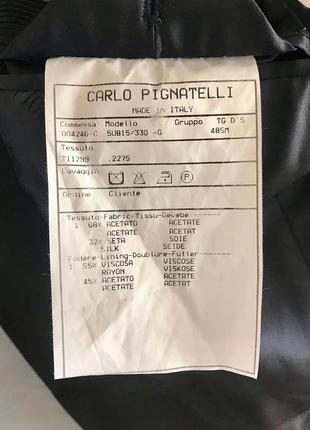 CARLO PIGNATELLI
MADE in ITALY
Commessa Modello Gruppo TG D S
004246-C SU815/330 -G 48SM
Tessuto
T11299 .2275
Lavaggio
P
Ordine Cliente
Tessuto-Fabric-Tissu-Gevebe
1 68% ACETATO ACETATE
ACETATE ACETAT
32% SETA SOIE
SILK SEIDE
Fodere-Lining-Doublure-Futter
1 55% VISCOSA VISCOSE
RAYON VISKOSE
45% ACETATO ACETATE
ACETATE ACETAT